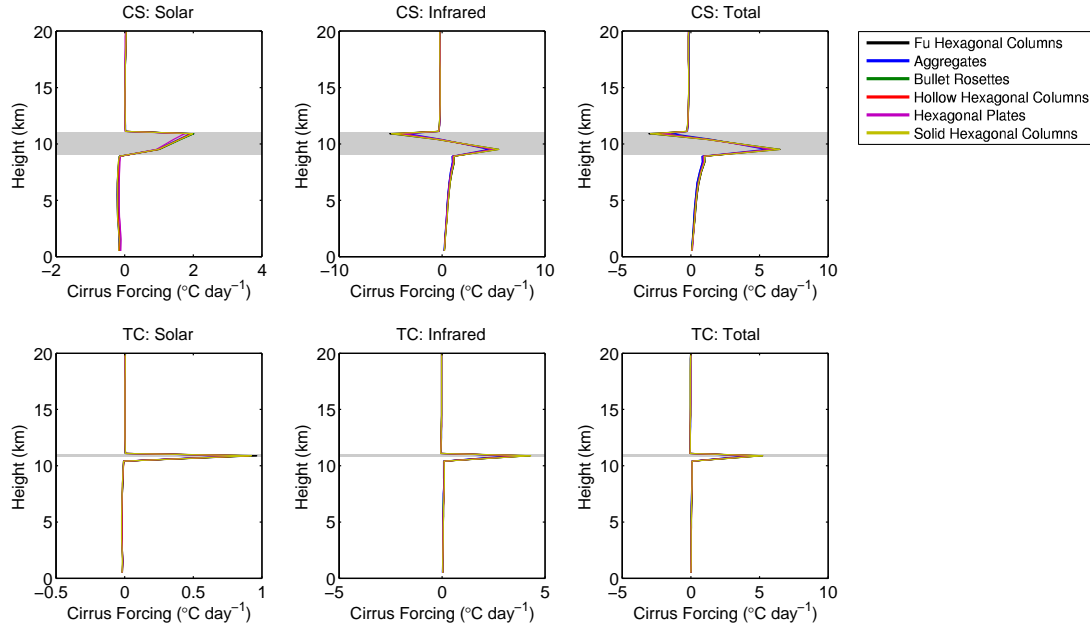 CS: Solar
CS: Infrared
CS: Total
20
15
10
5
0
Height (km)
−2
0
2
4
Cirrus Forcing (°C day⁻¹)
20
15
10
5
0
Height (km)
−10
0
10
Cirrus Forcing (°C day⁻¹)
20
15
10
5
0
Height (km)
−5
0
5
10
Cirrus Forcing (°C day⁻¹)
Fu Hexagonal Columns
Aggregates
Bullet Rosettes
Hollow Hexagonal Columns
Hexagonal Plates
Solid Hexagonal Columns
TC: Solar
TC: Infrared
TC: Total
20
15
10
5
0
Height (km)
−0.5
0
0.5
1
Cirrus Forcing (°C day⁻¹)
20
15
10
5
0
Height (km)
−5
0
5
Cirrus Forcing (°C day⁻¹)
20
15
10
5
0
Height (km)
−5
0
5
10
Cirrus Forcing (°C day⁻¹)